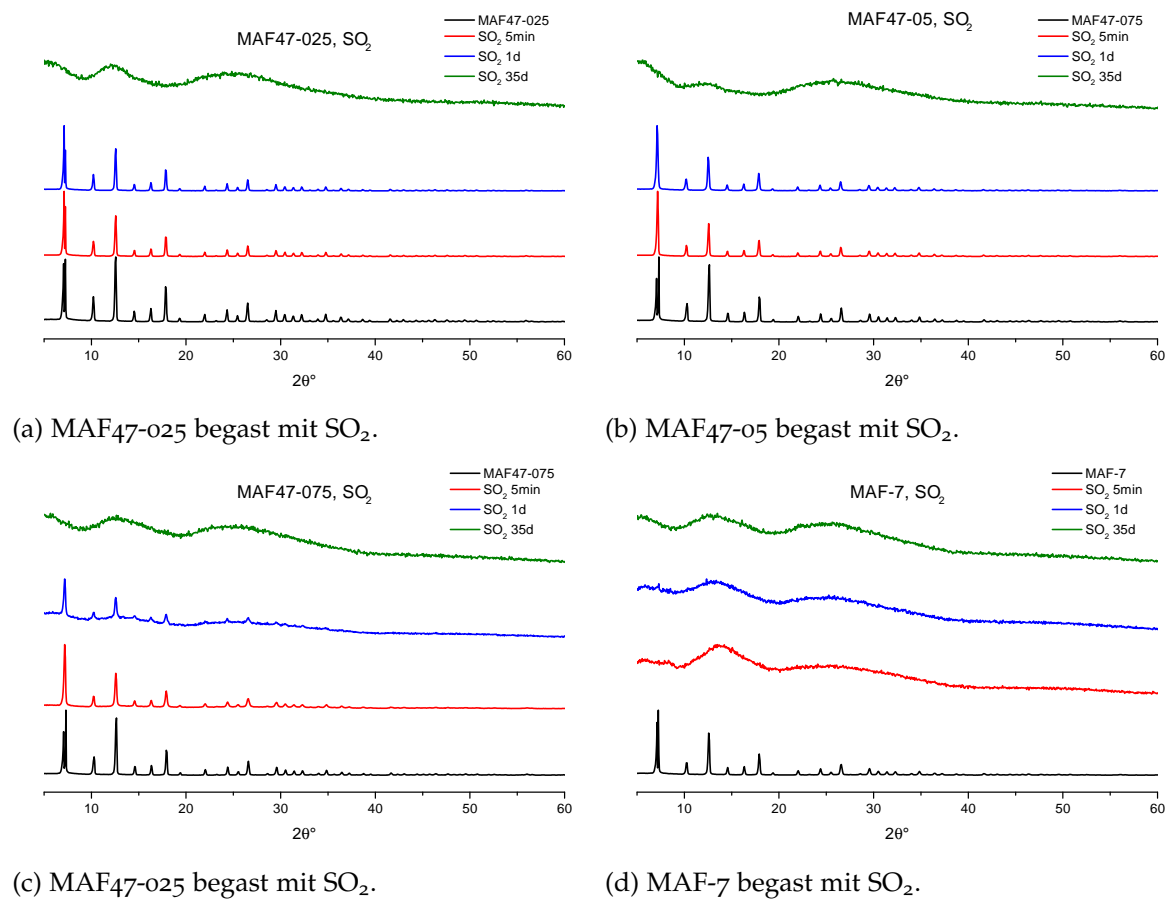 MAF47-025, SO₂
MAF47-025
SO₂ 5min
SO₂ 1d
SO₂ 35d
10 20 30 40 50 60
2θ°
(a) MAF47-025 begast mit SO₂.
MAF47-05, SO₂
MAF47-075
SO₂ 5min
SO₂ 1d
SO₂ 35d
10 20 30 40 50 60
2θ°
(b) MAF47-05 begast mit SO₂.
MAF47-075, SO₂
MAF47-075
SO₂ 5min
SO₂ 1d
SO₂ 35d
10 20 30 40 50 60
2θ°
(c) MAF47-025 begast mit SO₂.
MAF-7, SO₂
MAF-7
SO₂ 5min
SO₂ 1d
SO₂ 35d
10 20 30 40 50 60
2θ°
(d) MAF-7 begast mit SO₂.